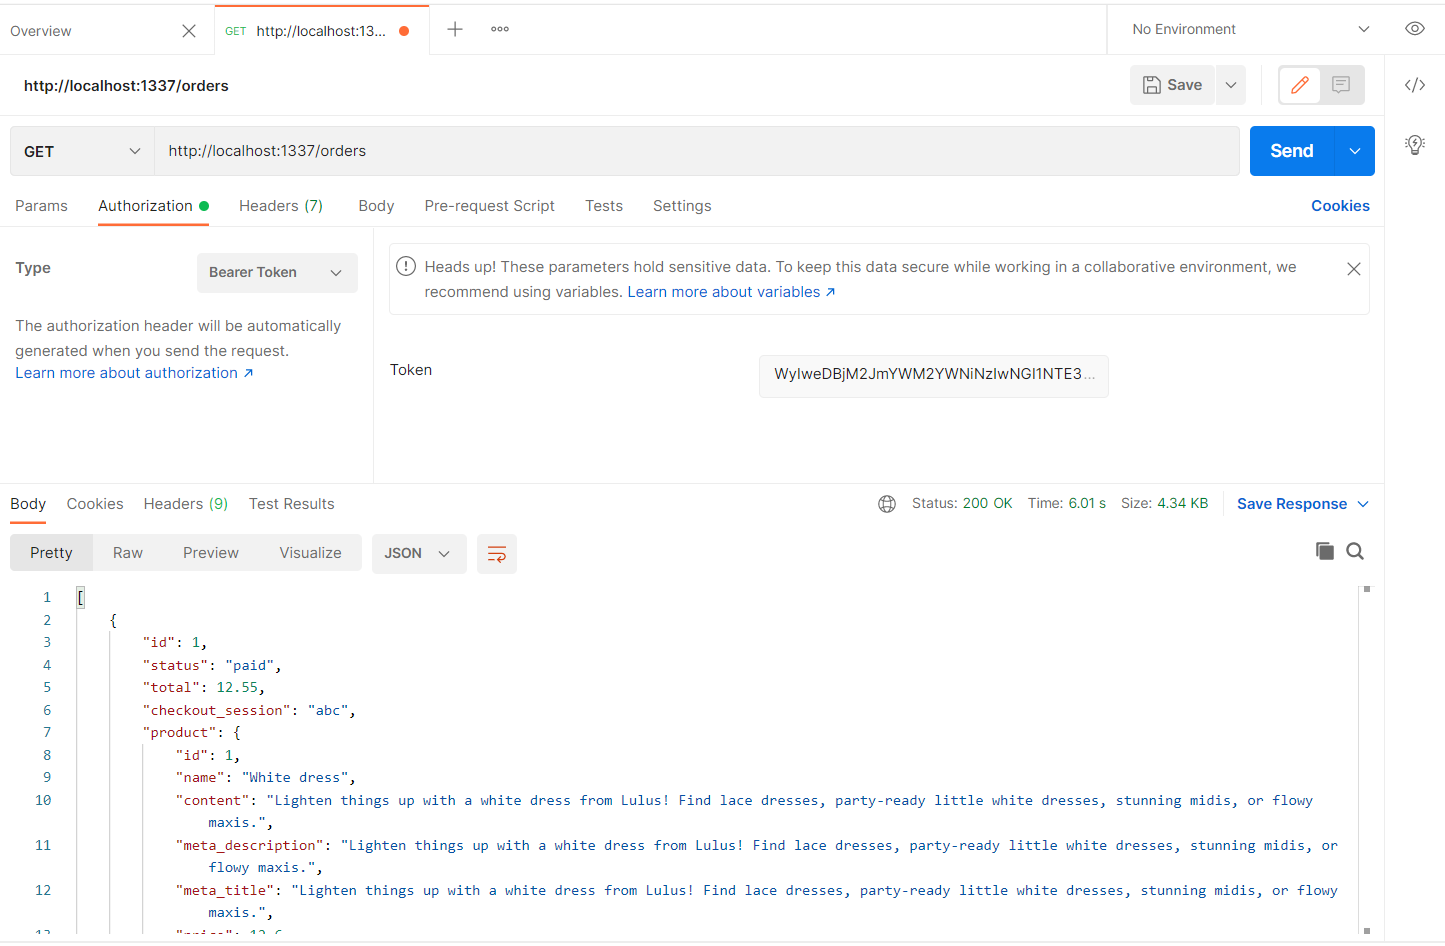 Overview
GET http://localhost:13...
No Environment
http://localhost:1337/orders
Save
GET
http://localhost:1337/orders
Send
Params
Authorization
Headers (7)
Body
Pre-request Script
Tests
Settings
Cookies
Type
Bearer Token
The authorization header will be automatically
generated when you send the request.
Learn more about authorization ↗
Heads up! These parameters hold sensitive data. To keep this data secure while working in a collaborative environment, we
recommend using variables. Learn more about variables ↗
Token
WyIweDBjM2JmYWM2YWNiNzIwNGI1NTE3...
Body
Cookies
Headers (9)
Test Results
Status: 200 OK
Time: 6.01 s
Size: 4.34 KB
Save Response
Pretty
Raw
Preview
Visualize
JSON
1 [
2 {
3 "id": 1,
4 "status": "paid",
5 "total": 12.55,
6 "checkout_session": "abc",
7 "product": {
8 "id": 1,
9 "name": "White dress",
10 "content": "Lighten things up with a white dress from Lulus! Find lace dresses, party-ready little white dresses, stunning midis, or flowy
maxis.",
11 "meta_description": "Lighten things up with a white dress from Lulus! Find lace dresses, party-ready little white dresses, stunning midis, or
flowy maxis.",
12 "meta_title": "Lighten things up with a white dress from Lulus! Find lace dresses, party-ready little white dresses, stunning midis, or flowy
maxis.",